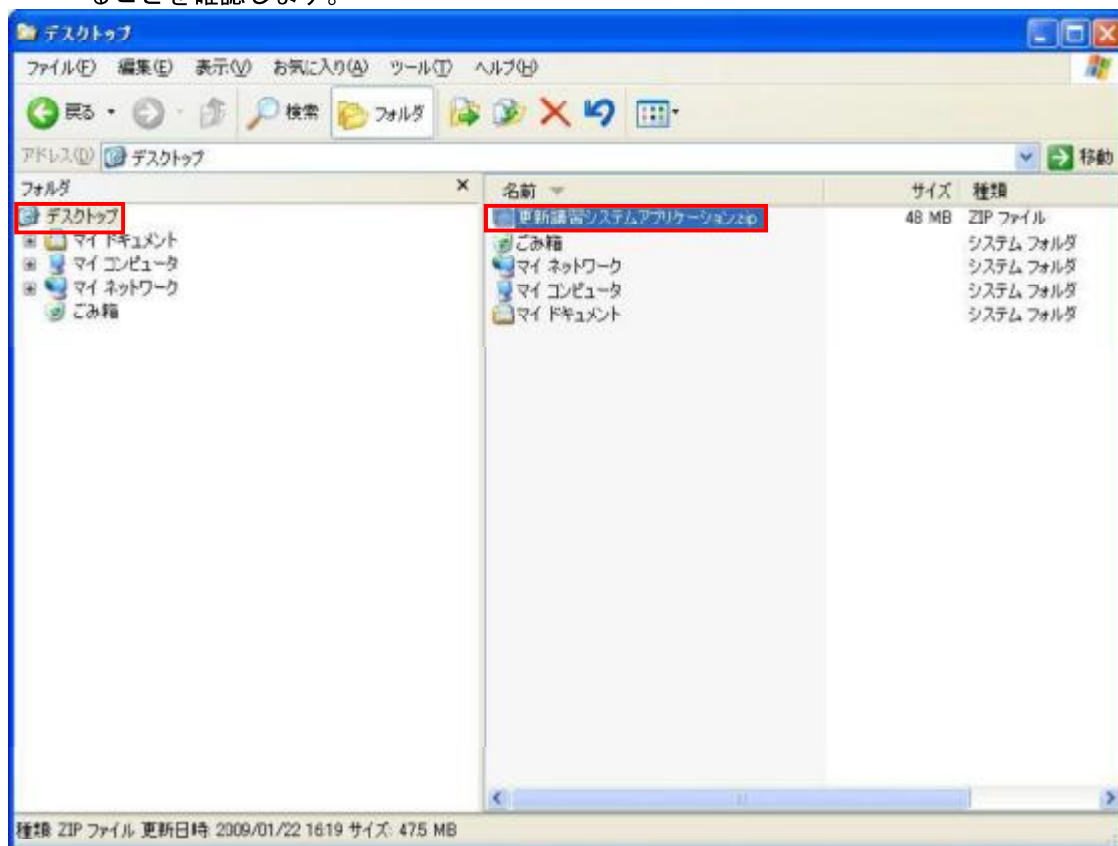 ることを確認します。
デスクトップ
ファイル(F) 編集(E) 表示(V) お気に入り(A) ツール(T) ヘルプ(H)
戻る 検索 フォルダ
アドレス(D) デスクトップ 移動
フォルダ × 名前 サイズ 種類
デスクトップ
マイ ドキュメント
マイ コンピュータ
マイ ネットワーク
ごみ箱
更新講習システムアプリケーション.zip 48 MB ZIP ファイル
ごみ箱 システム フォルダ
マイ ネットワーク システム フォルダ
マイ コンピュータ システム フォルダ
マイ ドキュメント システム フォルダ
種類: ZIP ファイル 更新日時: 2009/01/22 16:19 サイズ: 47.5 MB